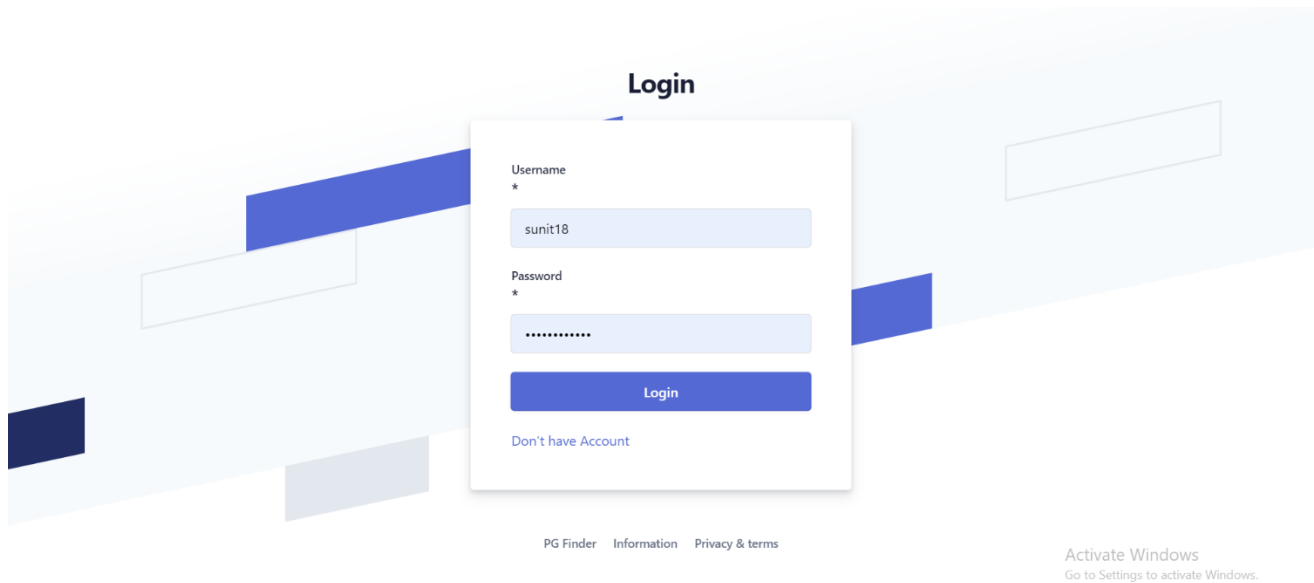 Login
Username
*
sunit18
Password
*
••••••••••••
Login
Don't have Account
PG Finder Information Privacy & terms
Activate Windows
Go to Settings to activate Windows.